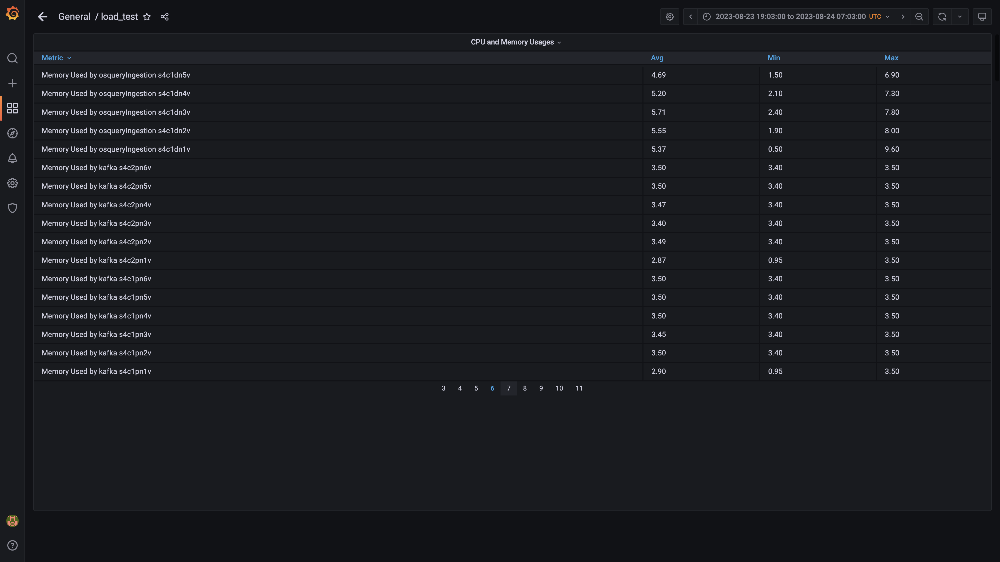 General / load_test
2023-08-23 19:03:00 to 2023-08-24 07:03:00 UTC
CPU and Memory Usages
Metric Avg Min Max
Memory Used by osqueryIngestion s4c1dn5v 4.69 1.50 6.90
Memory Used by osqueryIngestion s4c1dn4v 5.20 2.10 7.30
Memory Used by osqueryIngestion s4c1dn3v 5.71 2.40 7.80
Memory Used by osqueryIngestion s4c1dn2v 5.55 1.90 8.00
Memory Used by osqueryIngestion s4c1dn1v 5.37 0.50 9.60
Memory Used by kafka s4c2pn6v 3.50 3.40 3.50
Memory Used by kafka s4c2pn5v 3.50 3.40 3.50
Memory Used by kafka s4c2pn4v 3.47 3.40 3.50
Memory Used by kafka s4c2pn3v 3.40 3.40 3.50
Memory Used by kafka s4c2pn2v 3.49 3.40 3.50
Memory Used by kafka s4c2pn1v 2.87 0.95 3.50
Memory Used by kafka s4c1pn6v 3.50 3.40 3.50
Memory Used by kafka s4c1pn5v 3.50 3.40 3.50
Memory Used by kafka s4c1pn4v 3.50 3.40 3.50
Memory Used by kafka s4c1pn3v 3.45 3.40 3.50
Memory Used by kafka s4c1pn2v 3.50 3.40 3.50
Memory Used by kafka s4c1pn1v 2.90 0.95 3.50
3 4 5 6 7 8 9 10 11